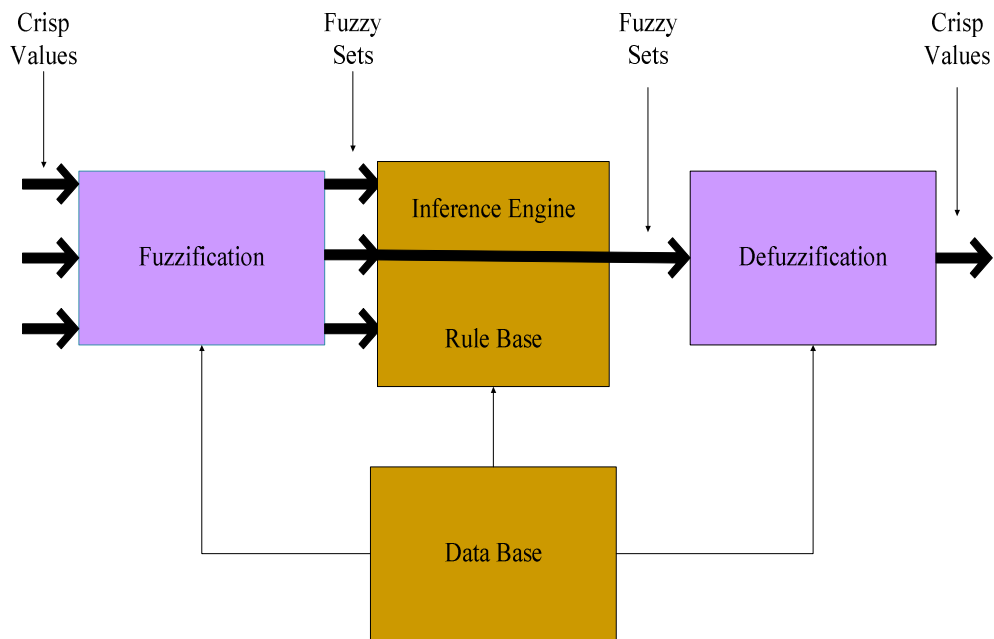 Crisp
Values
Fuzzy
Sets
Fuzzy
Sets
Crisp
Values
Inference Engine
Fuzzification
Defuzzification
Rule Base
Data Base